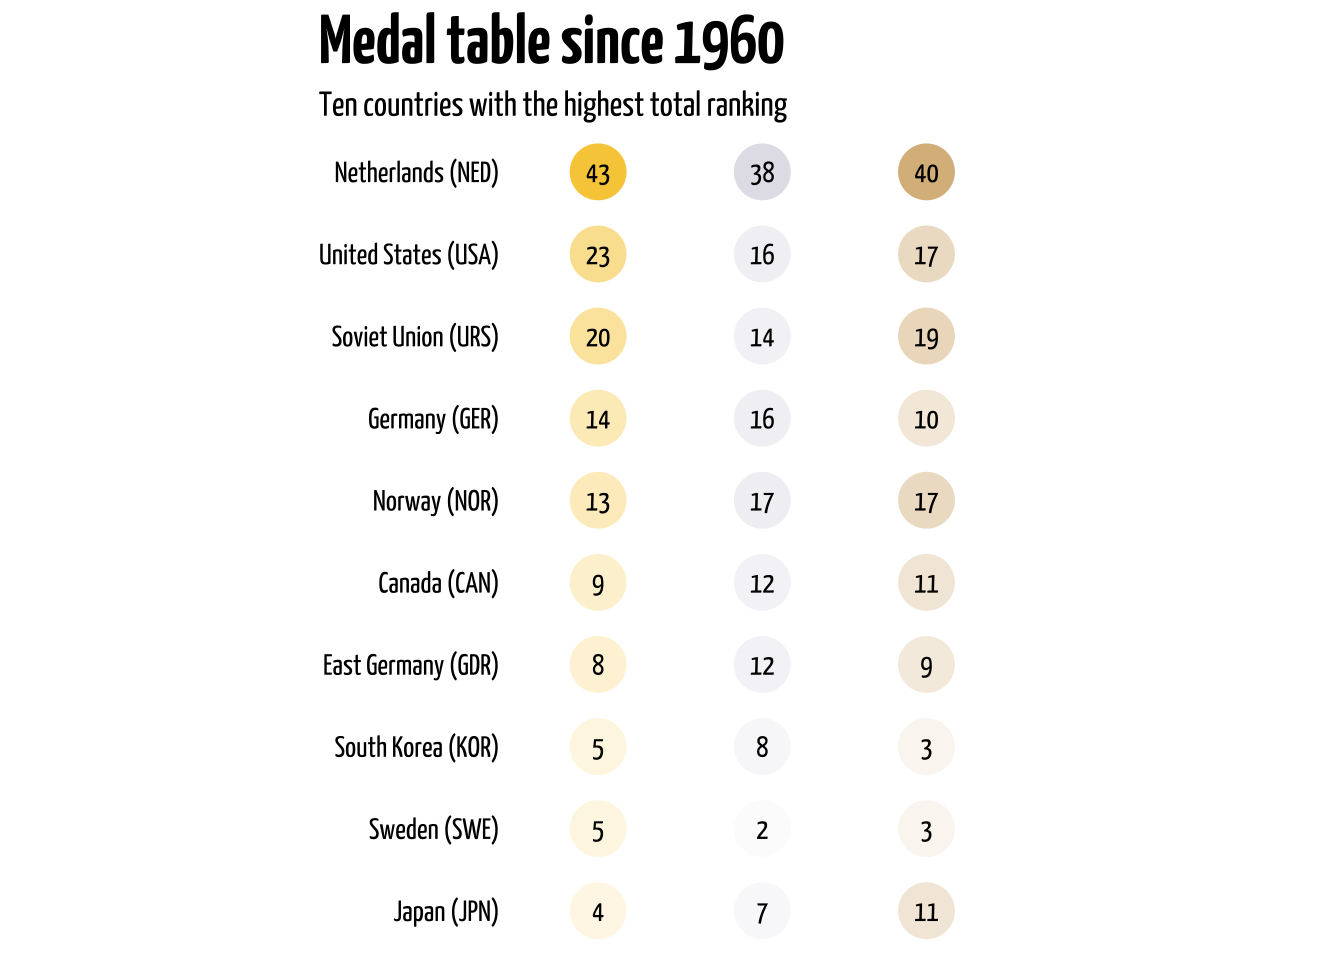 Medal table since 1960
Ten countries with the highest total ranking
Netherlands (NED) 43 38 40
United States (USA) 23 16 17
Soviet Union (URS) 20 14 19
Germany (GER) 14 16 10
Norway (NOR) 13 17 17
Canada (CAN) 9 12 11
East Germany (GDR) 8 12 9
South Korea (KOR) 5 8 3
Sweden (SWE) 5 2 3
Japan (JPN) 4 7 11